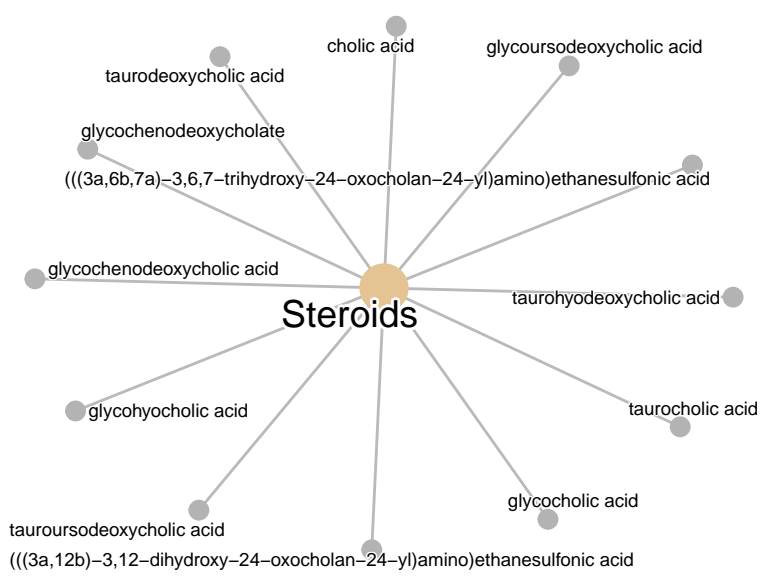 cholic acid
glycoursodeoxycholic acid
taurodeoxycholic acid
glycochenodeoxycholate
(((3a,6b,7a)−3,6,7−trihydroxy−24−oxocholan−24−yl)amino)ethanesulfonic acid
glycochenodeoxycholic acid
taurohyodeoxycholic acid
Steroids
glycohyocholic acid
taurocholic acid
glycocholic acid
tauroursodeoxycholic acid
(((3a,12b)−3,12−dihydroxy−24−oxocholan−24−yl)amino)ethanesulfonic acid